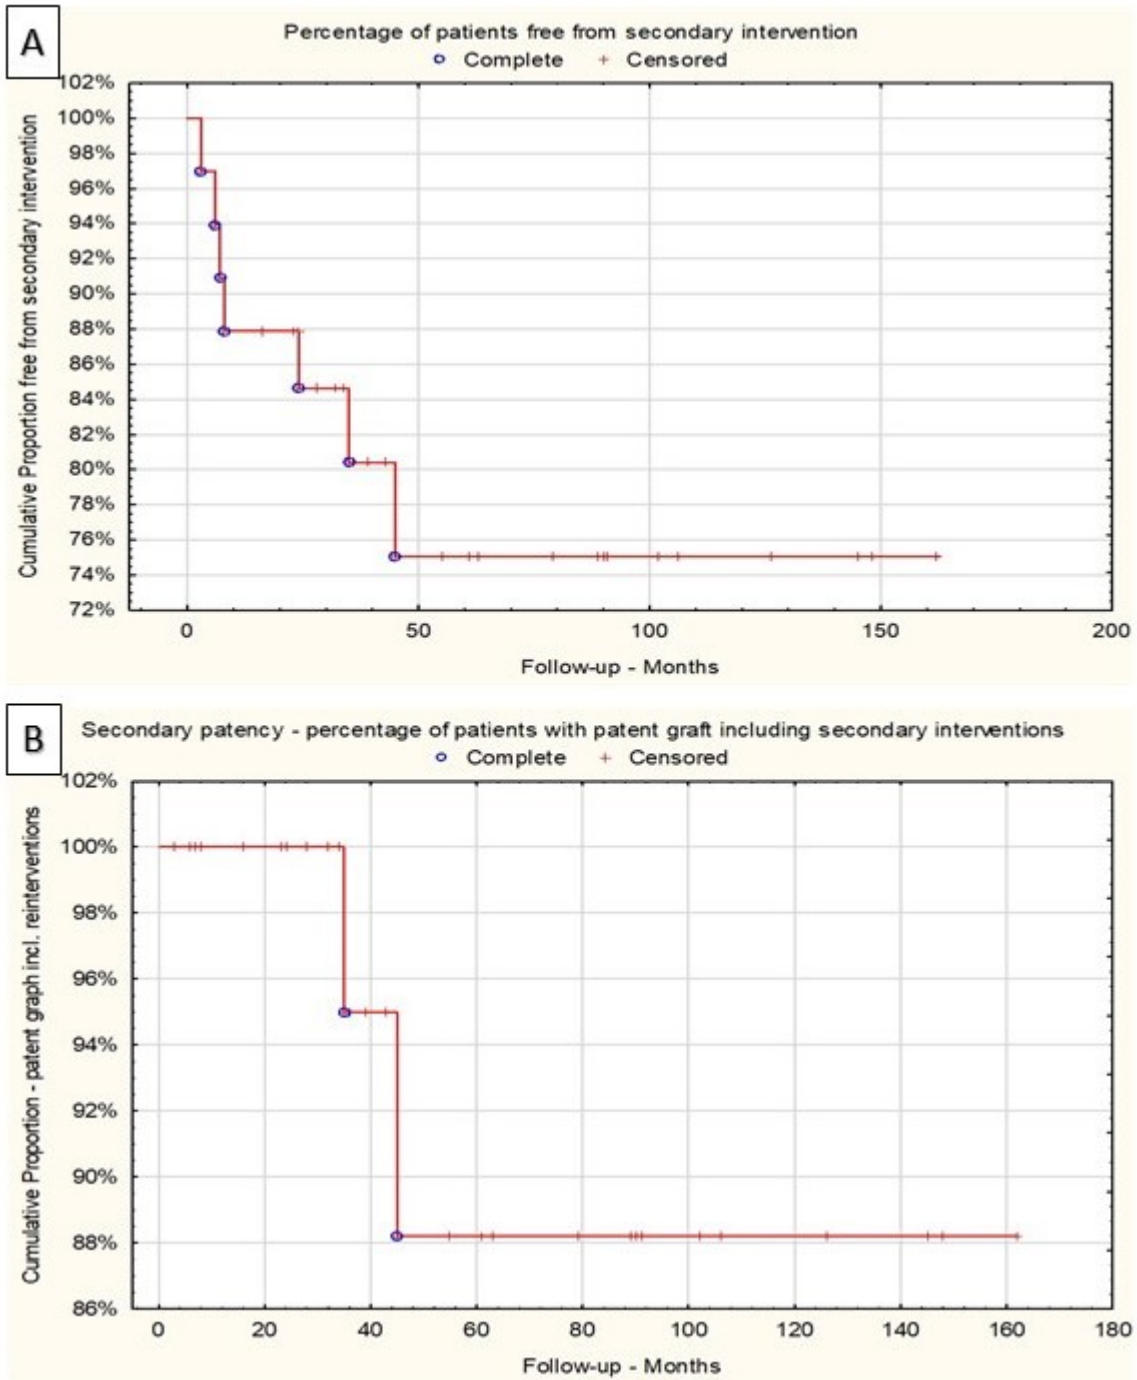 A
Percentage of patients free from secondary intervention
Complete Censored
Cumulative Proportion free from secondary intervention
102%
100%
98%
96%
94%
92%
90%
88%
86%
84%
82%
80%
78%
76%
74%
72%
0 50 100 150 200
Follow-up - Months
B
Secondary patency - percentage of patients with patent graft including secondary interventions
Complete Censored
Cumulative Proportion - patent graph incl. reinterventions
102%
100%
98%
96%
94%
92%
90%
88%
86%
0 20 40 60 80 100 120 140 160 180
Follow-up - Months